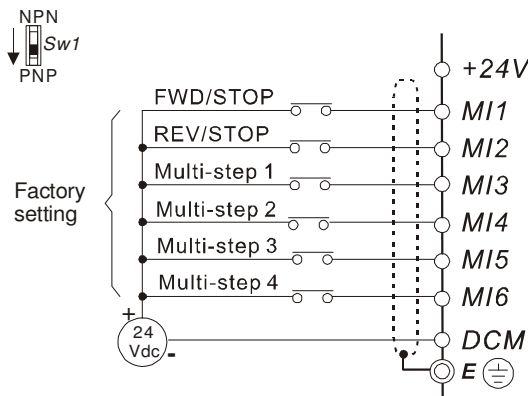 NPN
Sw1
PNP
+24V
FWD/STOP
MI1
REV/STOP
MI2
Multi-step 1
MI3
Multi-step 2
MI4
Multi-step 3
MI5
Multi-step 4
MI6
Factory
setting
+
24
Vdc
-
DCM
E